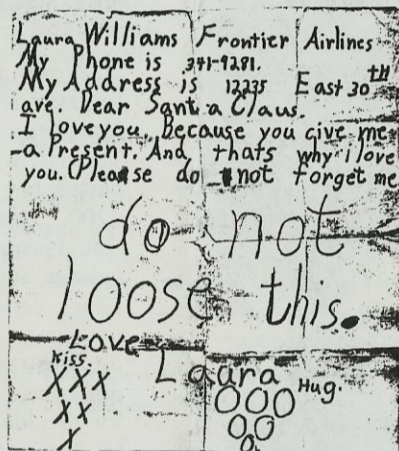 Laura Williams Frontier Airlines
My Phone is 341-9281.
My Address is 12235 East 30th
ave. Dear Santa Claus.
I love you. Because you give me
a Present. And thats why I love
you. (Please do not forget me
do not
loose this.
Love
Kiss. Laura Hug.
XXX OOO
XX OO
X O